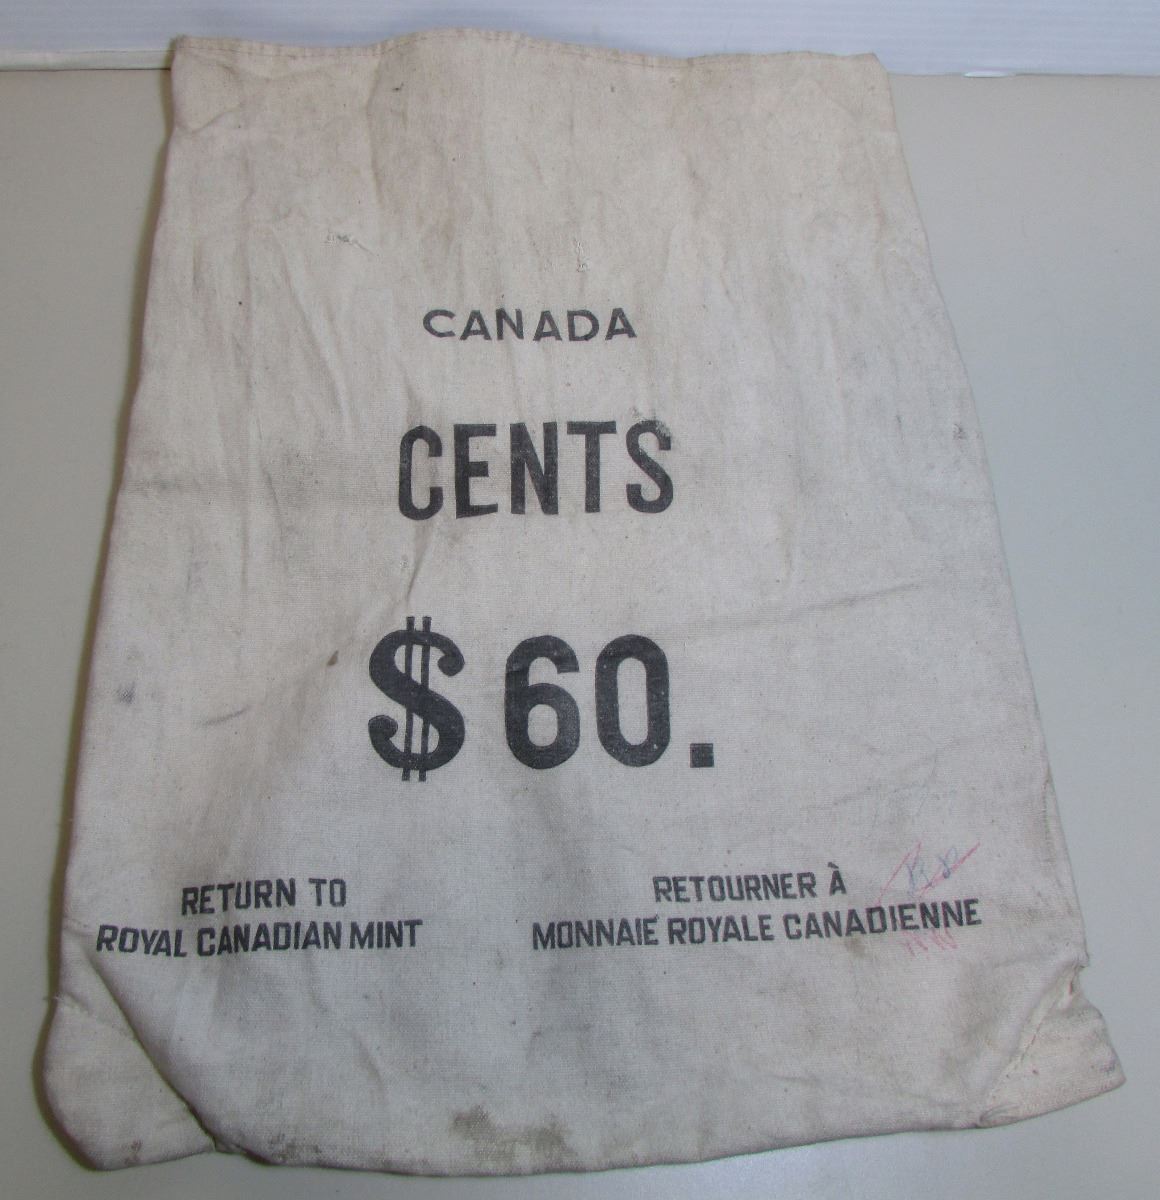 CANADA
CENTS
$60.
RETURN TO
ROYAL CANADIAN MINT
RETOURNER À
MONNAIE ROYALE CANADIENNE